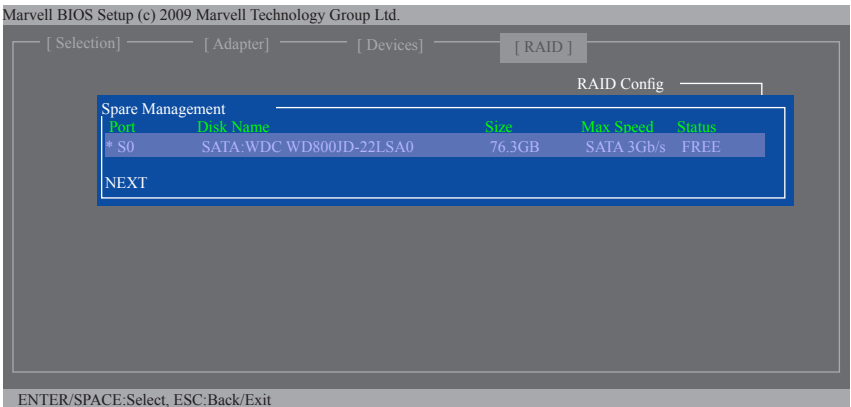 Marvell BIOS Setup (c) 2009 Marvell Technology Group Ltd.
[ Selection] [ Adapter] [ Devices] [ RAID ]
RAID Config
Spare Management
Port Disk Name Size Max Speed Status
* S0 SATA:WDC WD800JD-22LSA0 76.3GB SATA 3Gb/s FREE
NEXT
ENTER/SPACE:Select, ESC:Back/Exit